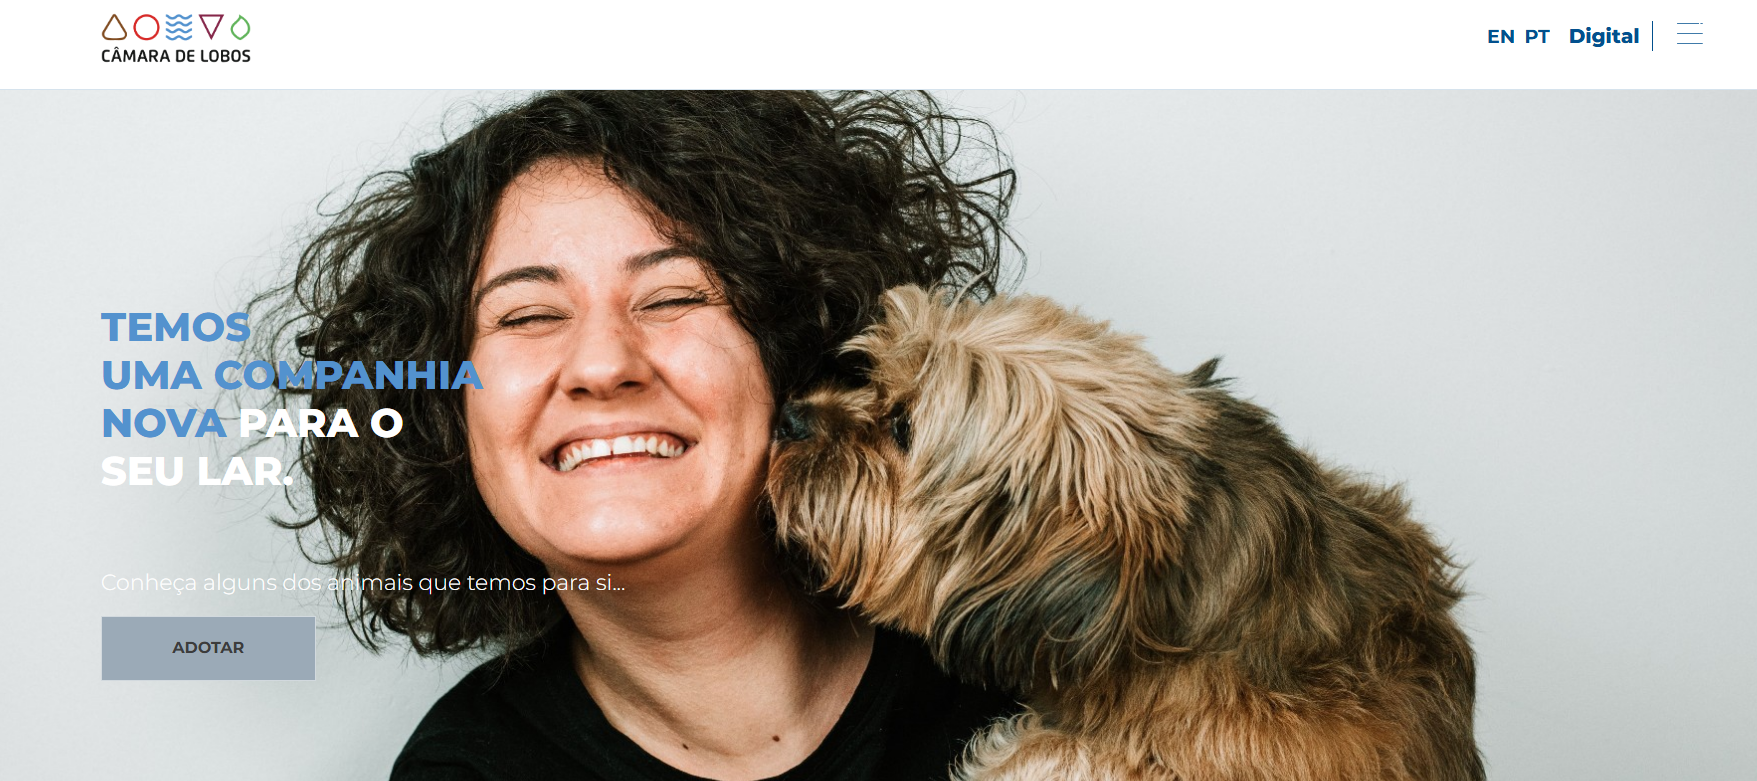 CÂMARA DE LOBOS
EN PT Digital
TEMOS
UMA COMPANHIA
NOVA PARA O
SEU LAR.
Conheça alguns dos animais que temos para si...
ADOTAR